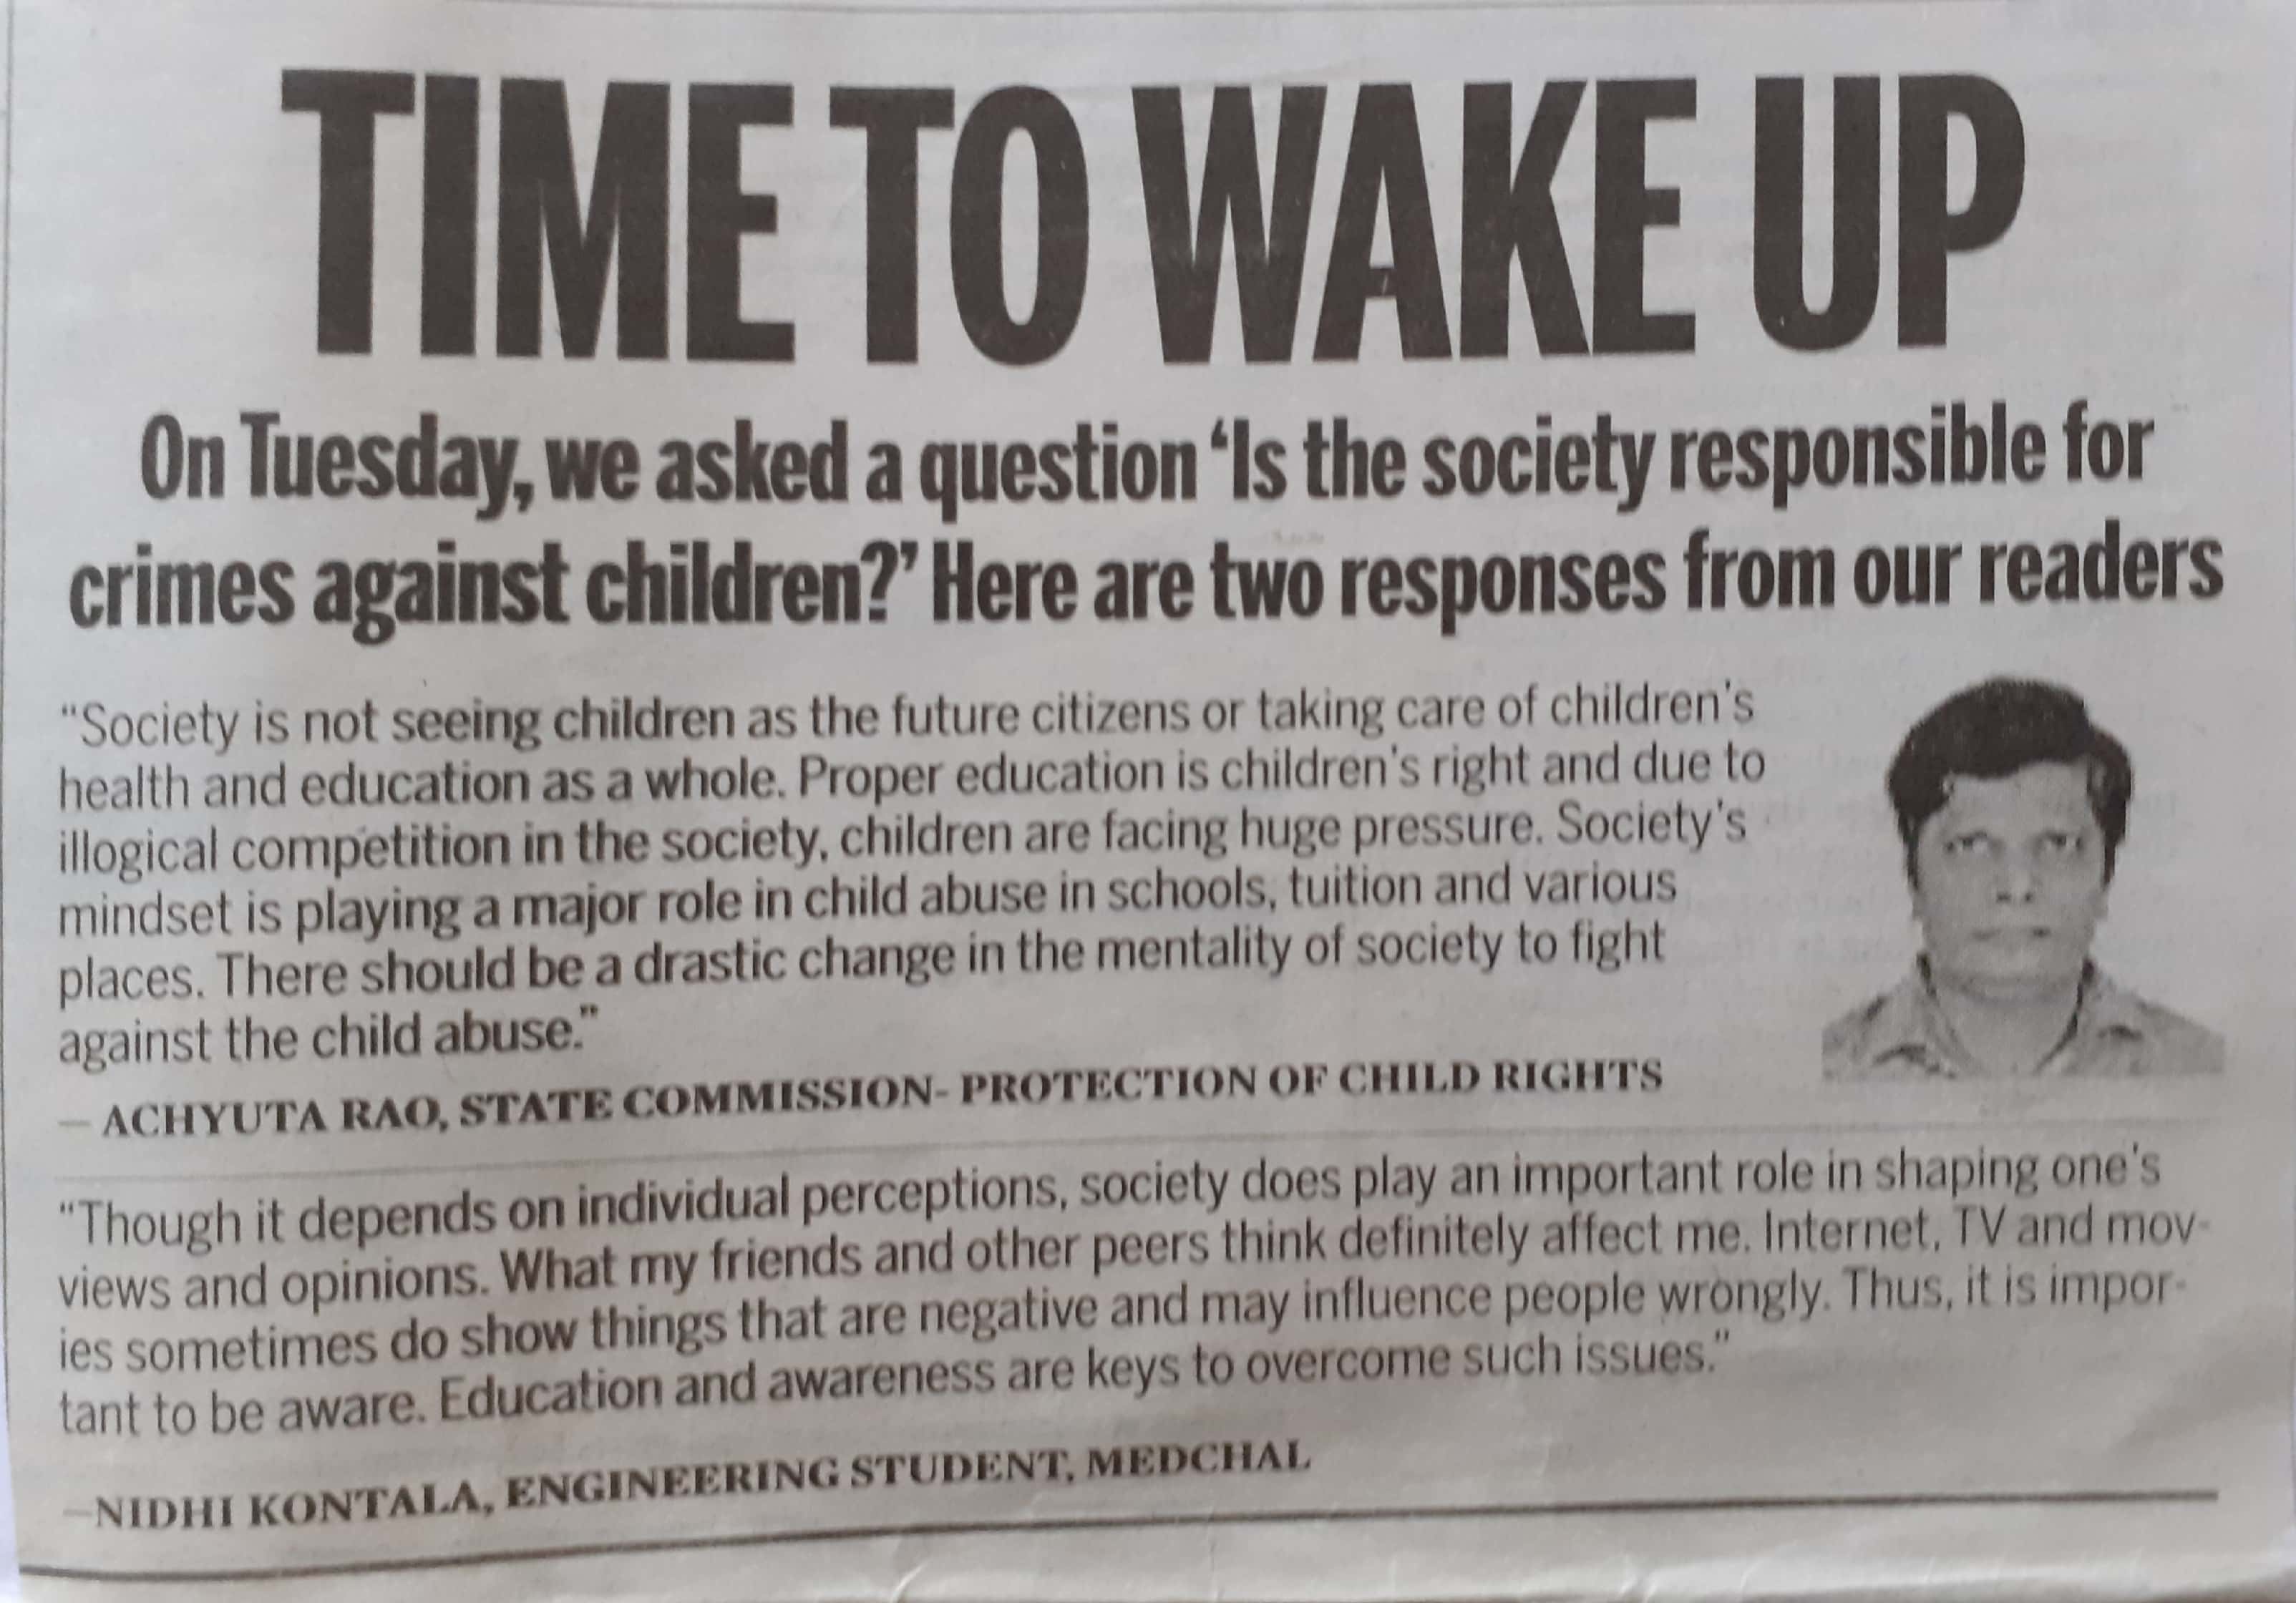 TIME TO WAKE UP
On Tuesday, we asked a question ‘Is the society responsible for
crimes against children?’ Here are two responses from our readers
“Society is not seeing children as the future citizens or taking care of children's
health and education as a whole. Proper education is children's right and due to
illogical competition in the society, children are facing huge pressure. Society's
mindset is playing a major role in child abuse in schools, tuition and various
places. There should be a drastic change in the mentality of society to fight
against the child abuse.”
— ACHYUTA RAO, STATE COMMISSION- PROTECTION OF CHILD RIGHTS
“Though it depends on individual perceptions, society does play an important role in shaping one's
views and opinions. What my friends and other peers think definitely affect me. Internet, TV and mov-
ies sometimes do show things that are negative and may influence people wrongly. Thus, it is impor-
tant to be aware. Education and awareness are keys to overcome such issues.”
—NIDHI KONTALA, ENGINEERING STUDENT, MEDCHAL